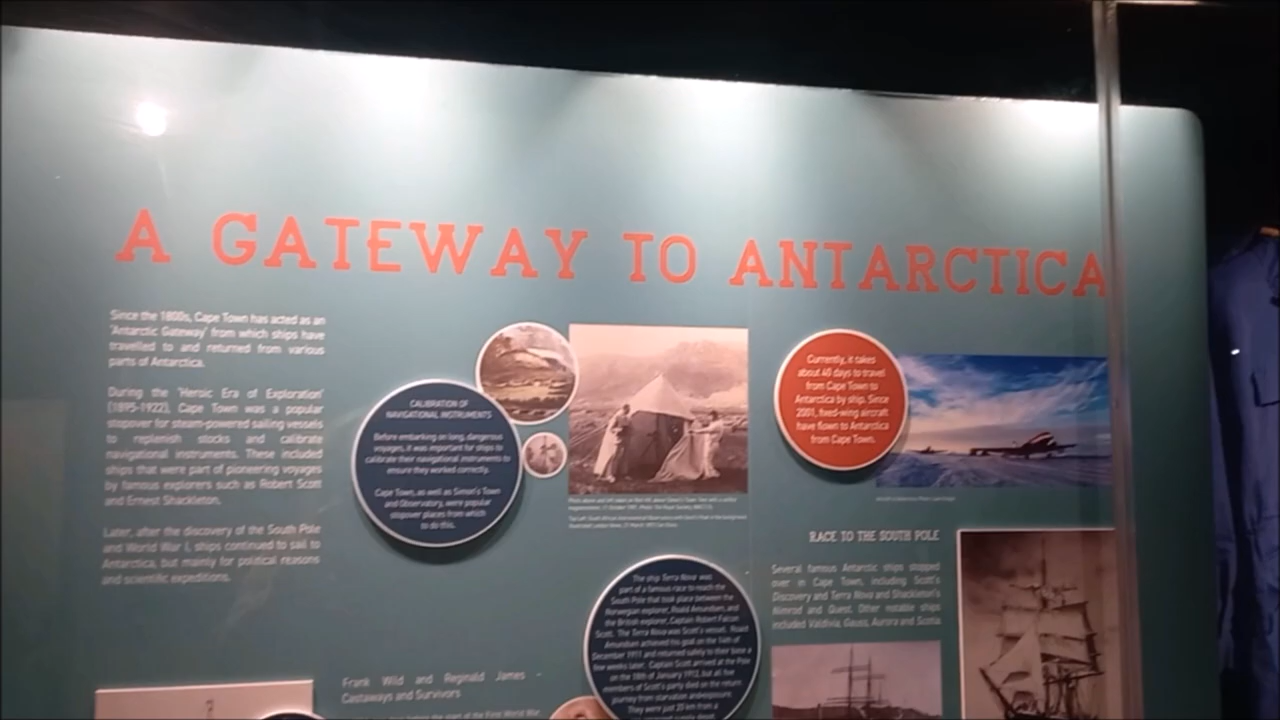 A GATEWAY TO ANTARCTICA
Since the 1800s, Cape Town has acted as an
'Antarctic Gateway' from which ships have
travelled to and returned from various
parts of Antarctica.
During the 'Heroic Era of Exploration'
(1895-1922), Cape Town was a popular
stopover for steam-powered sailing vessels
to replenish stocks and calibrate
navigational instruments. These included
ships that were part of pioneering voyages
by famous explorers such as Robert Scott
and Ernest Shackleton.
Later, after the discovery of the South Pole
and World War I, ships continued to sail to
Antarctica, but mainly for political reasons
and scientific expeditions.
CALIBRATION OF
NAVIGATIONAL INSTRUMENTS
Before embarking on long, dangerous
voyages, it was important for ships to
calibrate their navigational instruments to
ensure they worked correctly.
Cape Town, as well as Simon's Town
and Observatory, were popular
stopover places from which
to do this.
Currently, it takes
about 40 days to travel
from Cape Town to
Antarctica by ship. Since
2001, fixed-wing aircraft
have flown to Antarctica
from Cape Town.
RACE TO THE SOUTH POLE
Several famous Antarctic ships stopped
over in Cape Town, including Scott's
Discovery and Terra Nova and Shackleton's
Nimrod and Quest. Other notable ships
included Valdivia, Gauss, Aurora and Scotia
The ship Terra Nova was
part of a famous race to reach the
South Pole that took place between the
Norwegian explorer, Roald Amundsen, and
the British explorer, Captain Robert Falcon
Scott. The Terra Nova was Scott's vessel. Roald
Amundsen achieved his goal on the 14th of
December 1911 and returned safely to their base a
few weeks later. Captain Scott arrived at the Pole
on the 18th of January 1912, but all five
members of Scott's party died on the return
journey from starvation and exposure.
They were just 20 km from a
Frank Wild and Reginald James -
Castaways and Survivors
before the start of the First World War,